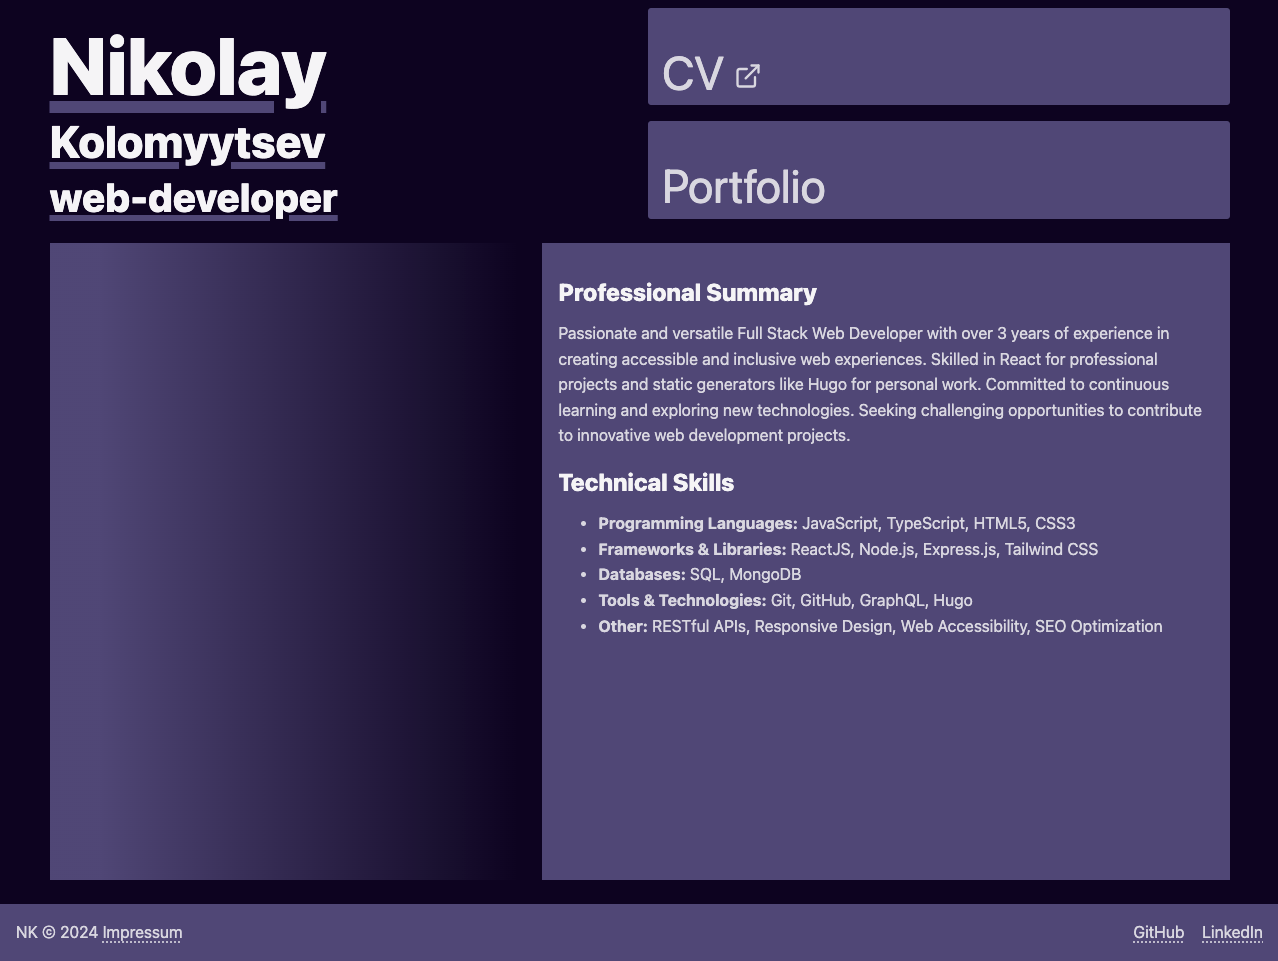 Nikolay
Kolomyytsev
web-developer
CV
Portfolio
Professional Summary
Passionate and versatile Full Stack Web Developer with over 3 years of experience in
creating accessible and inclusive web experiences. Skilled in React for professional
projects and static generators like Hugo for personal work. Committed to continuous
learning and exploring new technologies. Seeking challenging opportunities to contribute
to innovative web development projects.
Technical Skills
• Programming Languages: JavaScript, TypeScript, HTML5, CSS3
• Frameworks & Libraries: ReactJS, Node.js, Express.js, Tailwind CSS
• Databases: SQL, MongoDB
• Tools & Technologies: Git, GitHub, GraphQL, Hugo
• Other: RESTful APIs, Responsive Design, Web Accessibility, SEO Optimization
NK © 2024 Impressum
GitHub LinkedIn